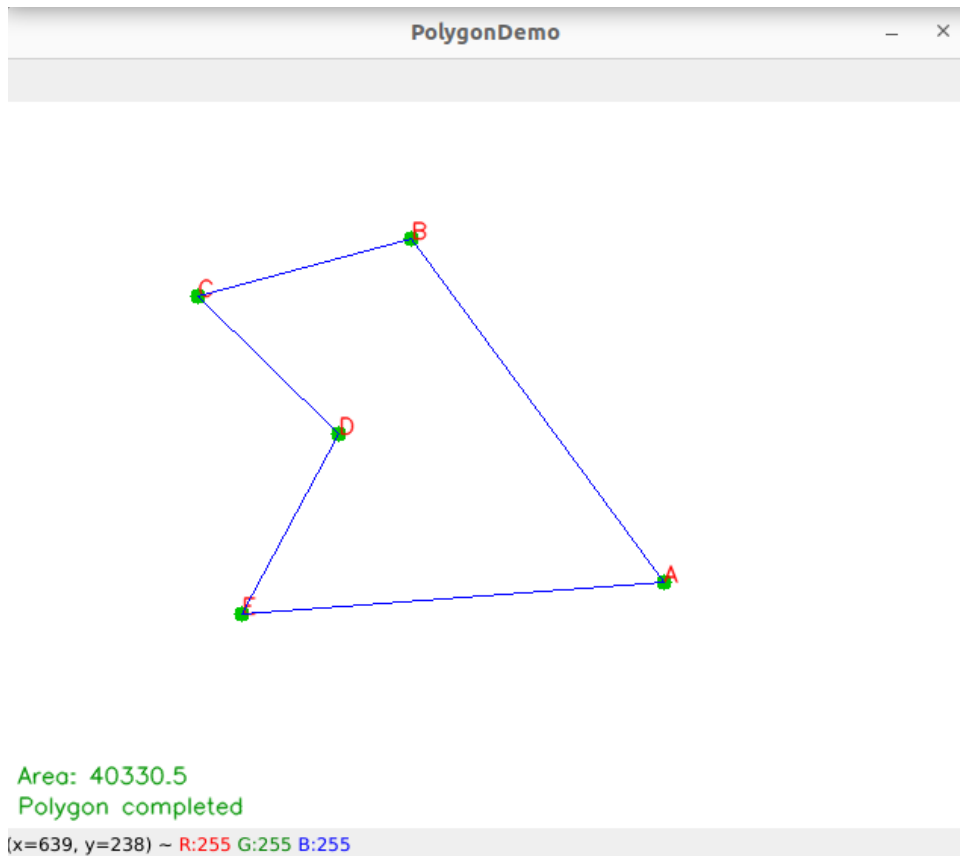 PolygonDemo
B
C
D
A
E
Area: 40330.5
Polygon completed
(x=639, y=238) ~ R:255 G:255 B:255